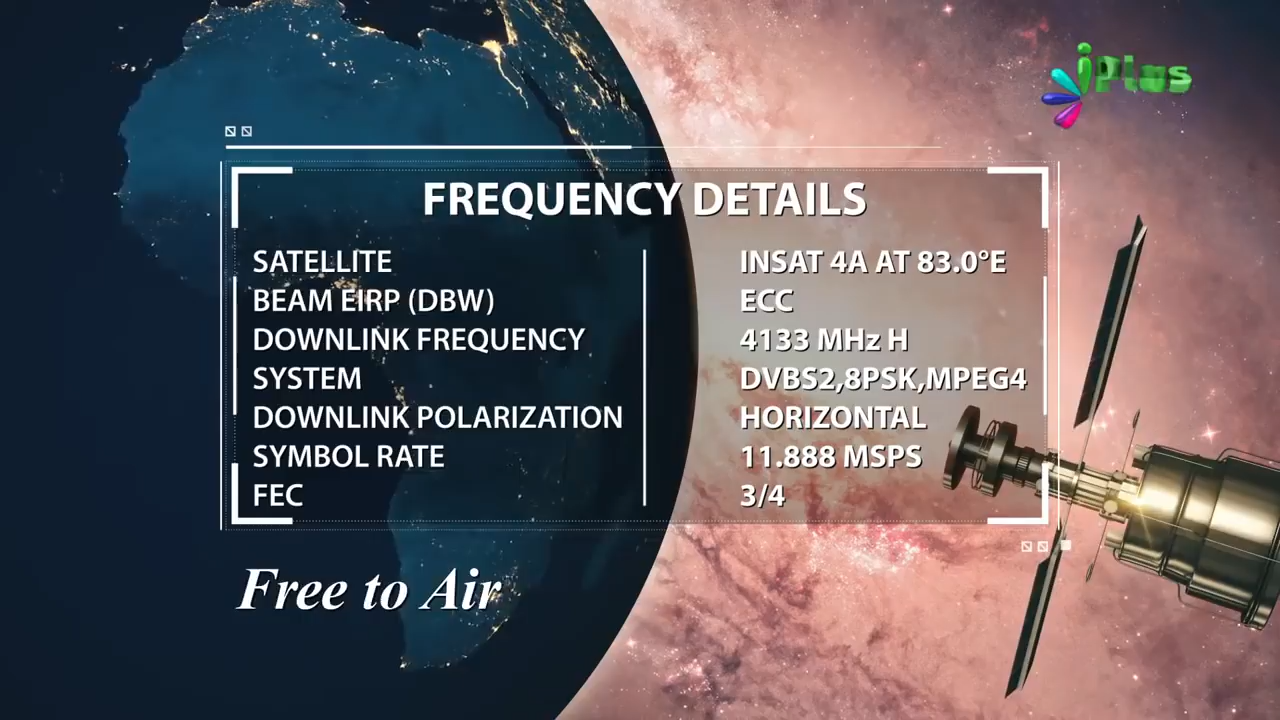 iPlus
FREQUENCY DETAILS
SATELLITE INSAT 4A AT 83.0°E
BEAM EIRP (DBW) ECC
DOWNLINK FREQUENCY 4133 MHz H
SYSTEM DVBS2,8PSK,MPEG4
DOWNLINK POLARIZATION HORIZONTAL
SYMBOL RATE 11.888 MSPS
FEC 3/4
Free to Air